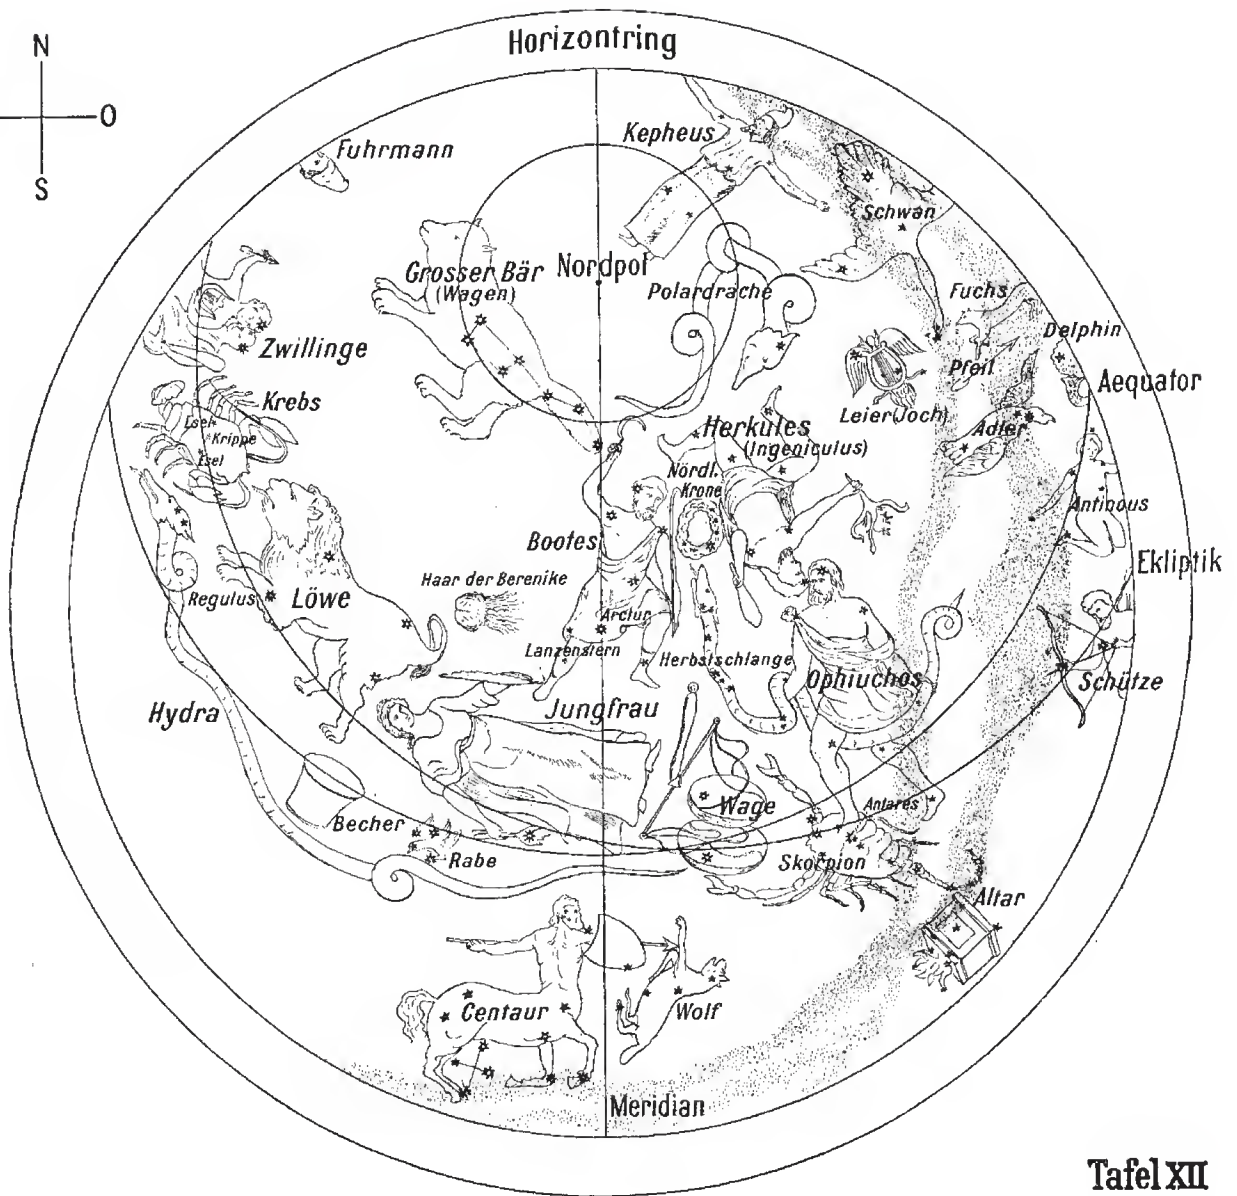 Horizontring
N
O
S
Kepheus
Fuhrmann
Schwan
Grosser Bär
(Wagen)
Nordpol
Polardrache
Fuchs
Delphin
Zwillinge
Pfeil
Aequator
Krebs
Leier (Joch)
Esel
Krippe
Esel
Herkules
(Ingeniculus)
Adler
Nördl.
Krone
Antinous
Bootes
Ekliptik
Haar der Berenike
Regulus
Löwe
Arctur
Lanzenstern
Herbstschlange
Ophiuchos
Schütze
Hydra
Jungfrau
Wage
Antares
Becher
Rabe
Skorpion
Altar
Centaur
Wolf
Meridian
Tafel XII